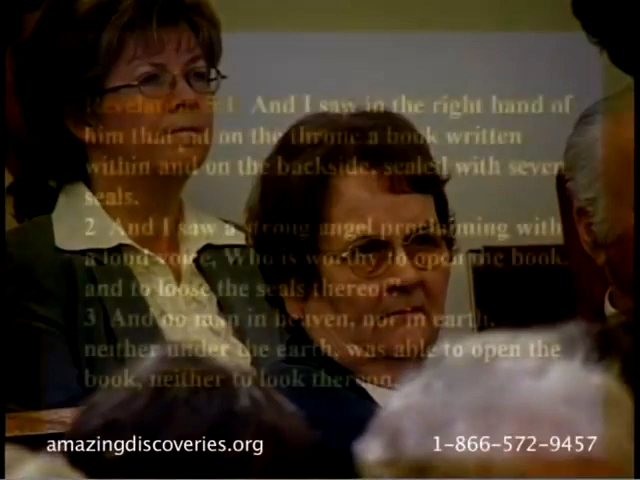 Revelation 5:1 And I saw in the right hand of
him that sat on the throne a book written
within and on the backside, sealed with seven
seals.
2 And I saw a strong angel proclaiming with
a loud voice, Who is worthy to open the book,
and to loose the seals thereof?
3 And no man in heaven, nor in earth,
neither under the earth, was able to open the
book, neither to look thereon.
amazingdiscoveries.org
1-866-572-9457